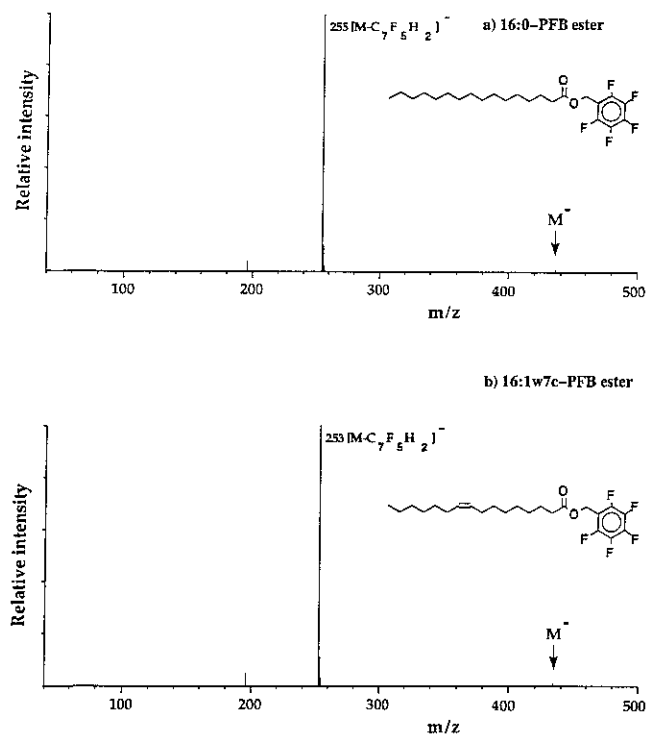 a) 16:0–PFB ester
255 [M-C7F5H2]⁻
O
O
F
F
F
F
F
M⁻
Relative intensity
100
200
300
400
500
m/z
b) 16:1w7c–PFB ester
253 [M-C7F5H2]⁻
O
O
F
F
F
F
F
M⁻
Relative intensity
100
200
300
400
500
m/z